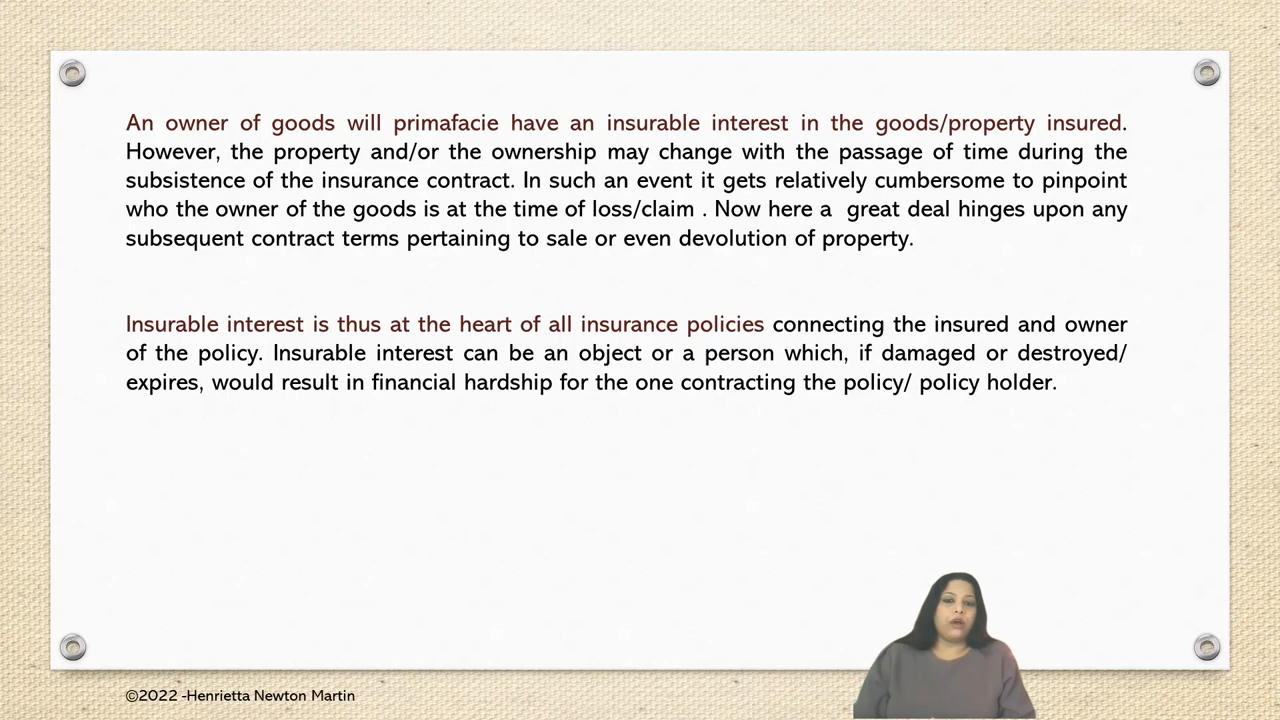 An owner of goods will primafacie have an insurable interest in the goods/property insured.
However, the property and/or the ownership may change with the passage of time during the
subsistence of the insurance contract. In such an event it gets relatively cumbersome to pinpoint
who the owner of the goods is at the time of loss/claim . Now here a  great deal hinges upon any
subsequent contract terms pertaining to sale or even devolution of property.
Insurable interest is thus at the heart of all insurance policies connecting the insured and owner
of the policy. Insurable interest can be an object or a person which, if damaged or destroyed/
expires, would result in financial hardship for the one contracting the policy/ policy holder.
©2022 -Henrietta Newton Martin